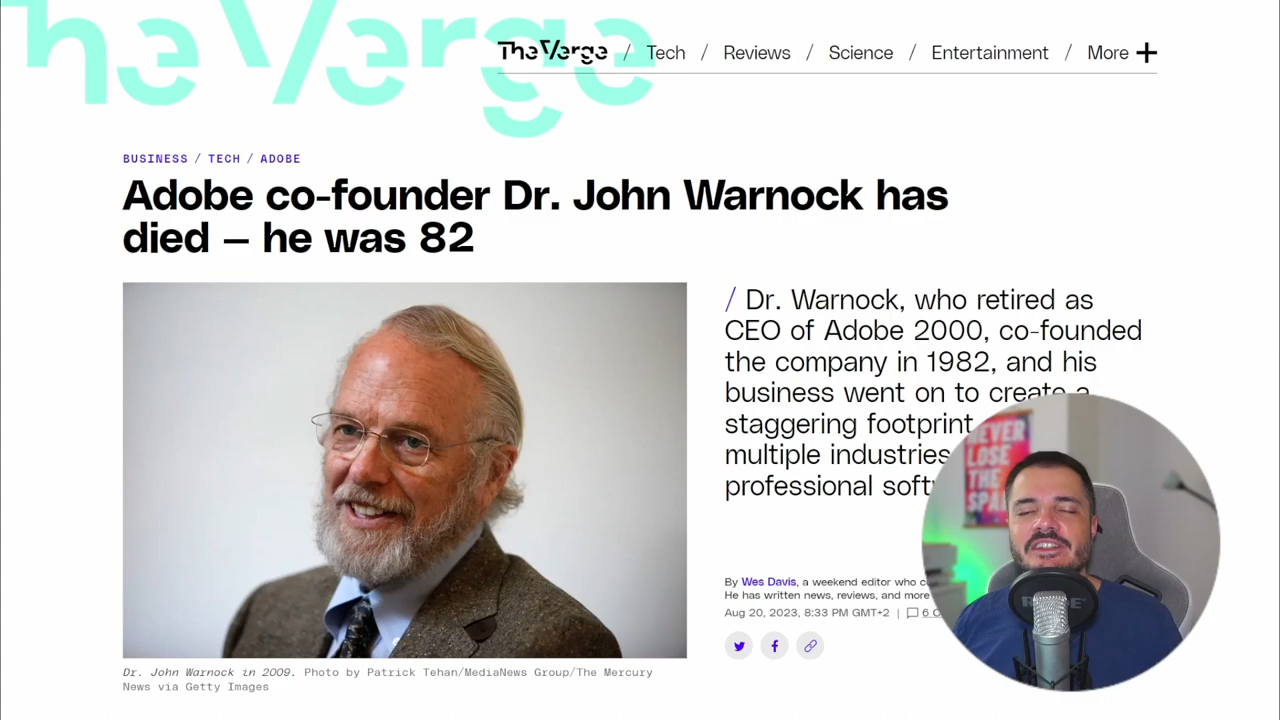 The Verge
The Verge / Tech / Reviews / Science / Entertainment / More +
BUSINESS / TECH / ADOBE
Adobe co-founder Dr. John Warnock has
died – he was 82
/ Dr. Warnock, who retired as
CEO of Adobe 2000, co-founded
the company in 1982, and his
business went on to create a
staggering footprint
multiple industries
professional
NEVER
LOSE
THE
By Wes Davis, a weekend editor who
He has written news, reviews, and more
Aug 20, 2023, 8:33 PM GMT+2 | 6
RODE
Dr. John Warnock in 2009. Photo by Patrick Tehan/MediaNews Group/The Mercury
News via Getty Images